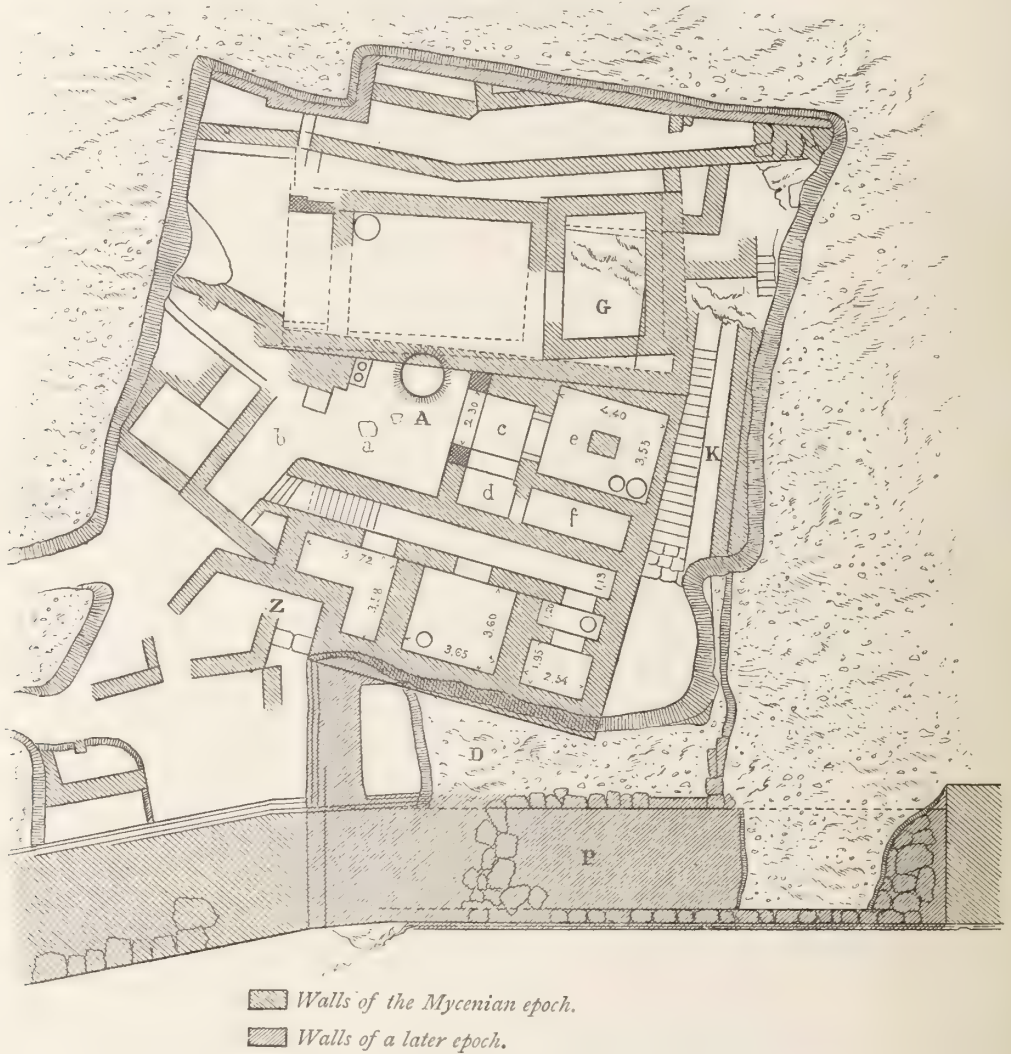 G
A
K
2.30
c
4,40
e
3,53
b
a
d
f
3,72
3,18
1,13
Z
1,20
3,60
3,65
1,95
2,54
D
P
Walls of the Mycenian epoch.
Walls of a later epoch.